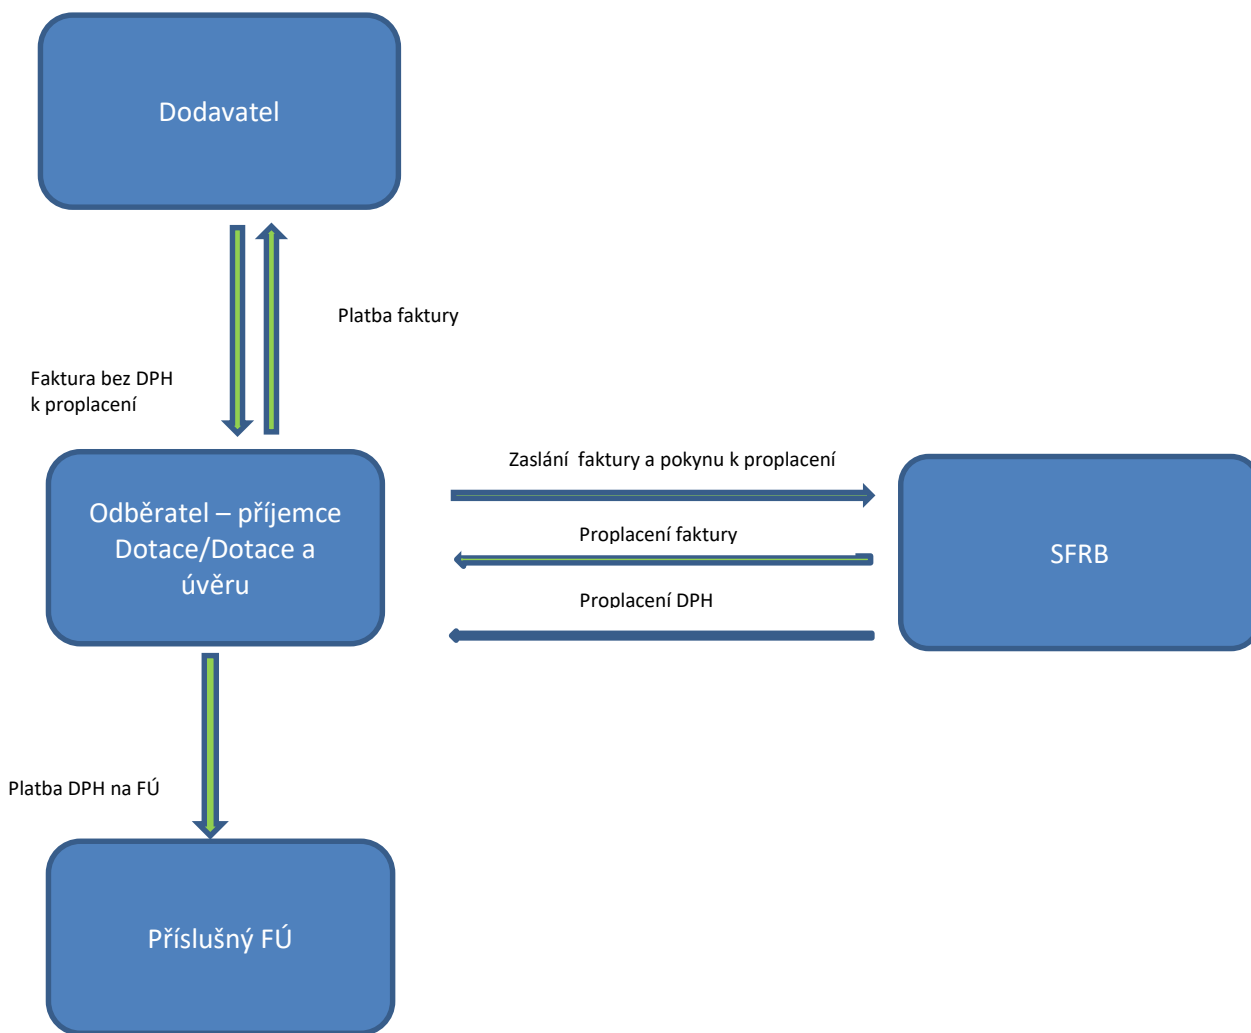 Dodavatel
Platba faktury
Faktura bez DPH
k proplacení
Zaslání  faktury a pokynu k proplacení
Odběratel – příjemce
Dotace/Dotace a
úvěru
Proplacení faktury
SFRB
Proplacení DPH
Platba DPH na FÚ
Příslušný FÚ